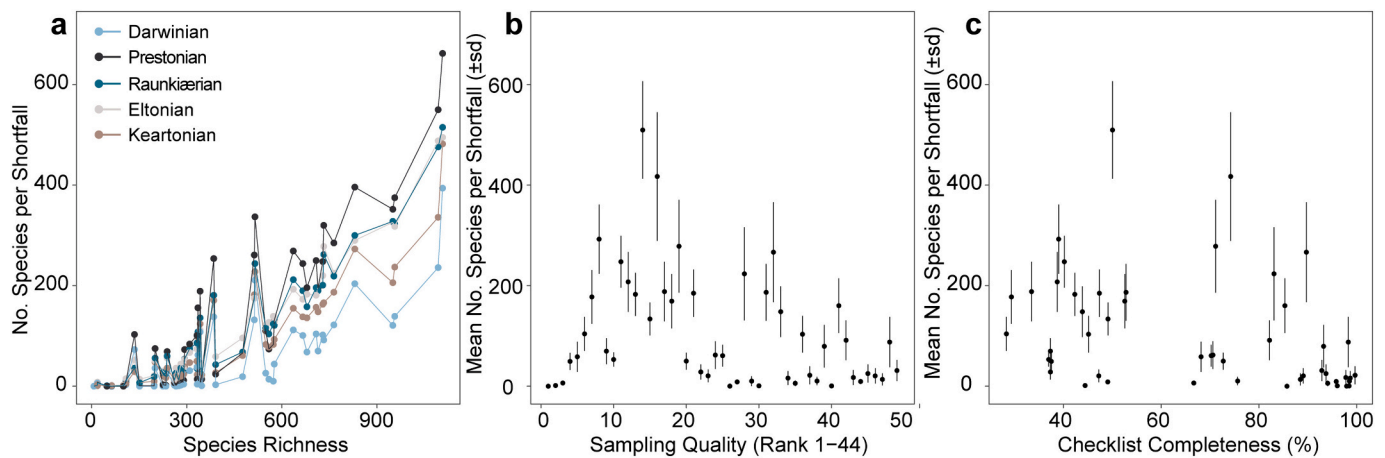 a
Darwinian
Prestonian
Raunkiærian
Eltonian
Keartonian
No. Species per Shortfall
600
400
200
0
0 300 600 900
Species Richness
b
Mean No. Species per Shortfall (±sd)
600
400
200
0
0 10 20 30 40 50
Sampling Quality (Rank 1–44)
c
Mean No. Species per Shortfall (±sd)
600
400
200
0
40 60 80 100
Checklist Completeness (%)